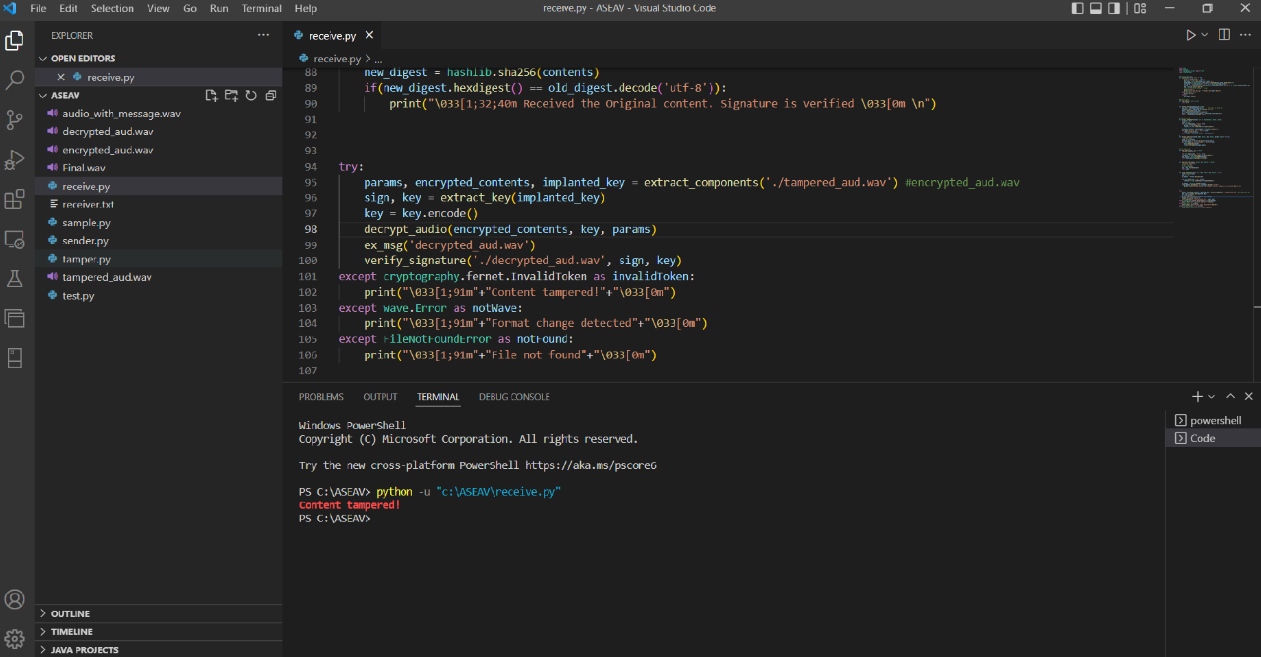 File Edit Selection View Go Run Terminal Help
receive.py - ASEAV - Visual Studio Code
EXPLORER
OPEN EDITORS
receive.py
ASEAV
audio_with_message.wav
decrypted_aud.wav
encrypted_aud.wav
Final.wav
receive.py
receiver.txt
sample.py
sender.py
tamper.py
tampered_aud.wav
test.py
OUTLINE
TIMELINE
JAVA PROJECTS
receive.py
receive.py > ...
88 new_digest = hashlib.sha256(contents)
89 if(new_digest.hexdigest() == old_digest.decode('utf-8')):
90 print("\033[1;32;40m Received the Original content. Signature is verified \033[0m \n")
91
92
93
94 try:
95 params, encrypted_contents, implanted_key = extract_components('./tampered_aud.wav') #encrypted_aud.wav
96 sign, key = extract_key(implanted_key)
97 key = key.encode()
98 decrypt_audio(encrypted_contents, key, params)
99 ex_msg('decrypted_aud.wav')
100 verify_signature('./decrypted_aud.wav', sign, key)
101 except cryptography.fernet.InvalidToken as invalidToken:
102 print("\033[1;91m"+"Content tampered!"+"\033[0m")
103 except wave.Error as notWave:
104 print("\033[1;91m"+"Format change detected"+"\033[0m")
105 except FileNotFoundError as notFound:
106 print("\033[1;91m"+"File not found"+"\033[0m")
107
PROBLEMS OUTPUT TERMINAL DEBUG CONSOLE
Windows PowerShell
Copyright (C) Microsoft Corporation. All rights reserved.
Try the new cross-platform PowerShell https://aka.ms/pscore6
PS C:\ASEAV> python -u "c:\ASEAV\receive.py"
Content tampered!
PS C:\ASEAV>
powershell
Code